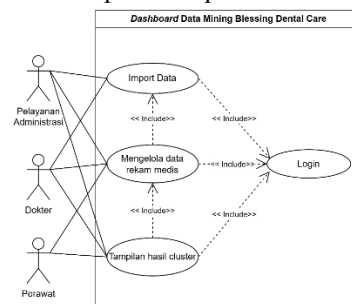 Dashboard Data Mining Blessing Dental Care
Import Data
Pelayanan
Administrasi
<< Include>>
<< Include>>
Mengelola data
rekam medis
<< Include>>
Login
Dokter
<< Include>>
<< Include>>
Tampilan hasil cluster
Perawat